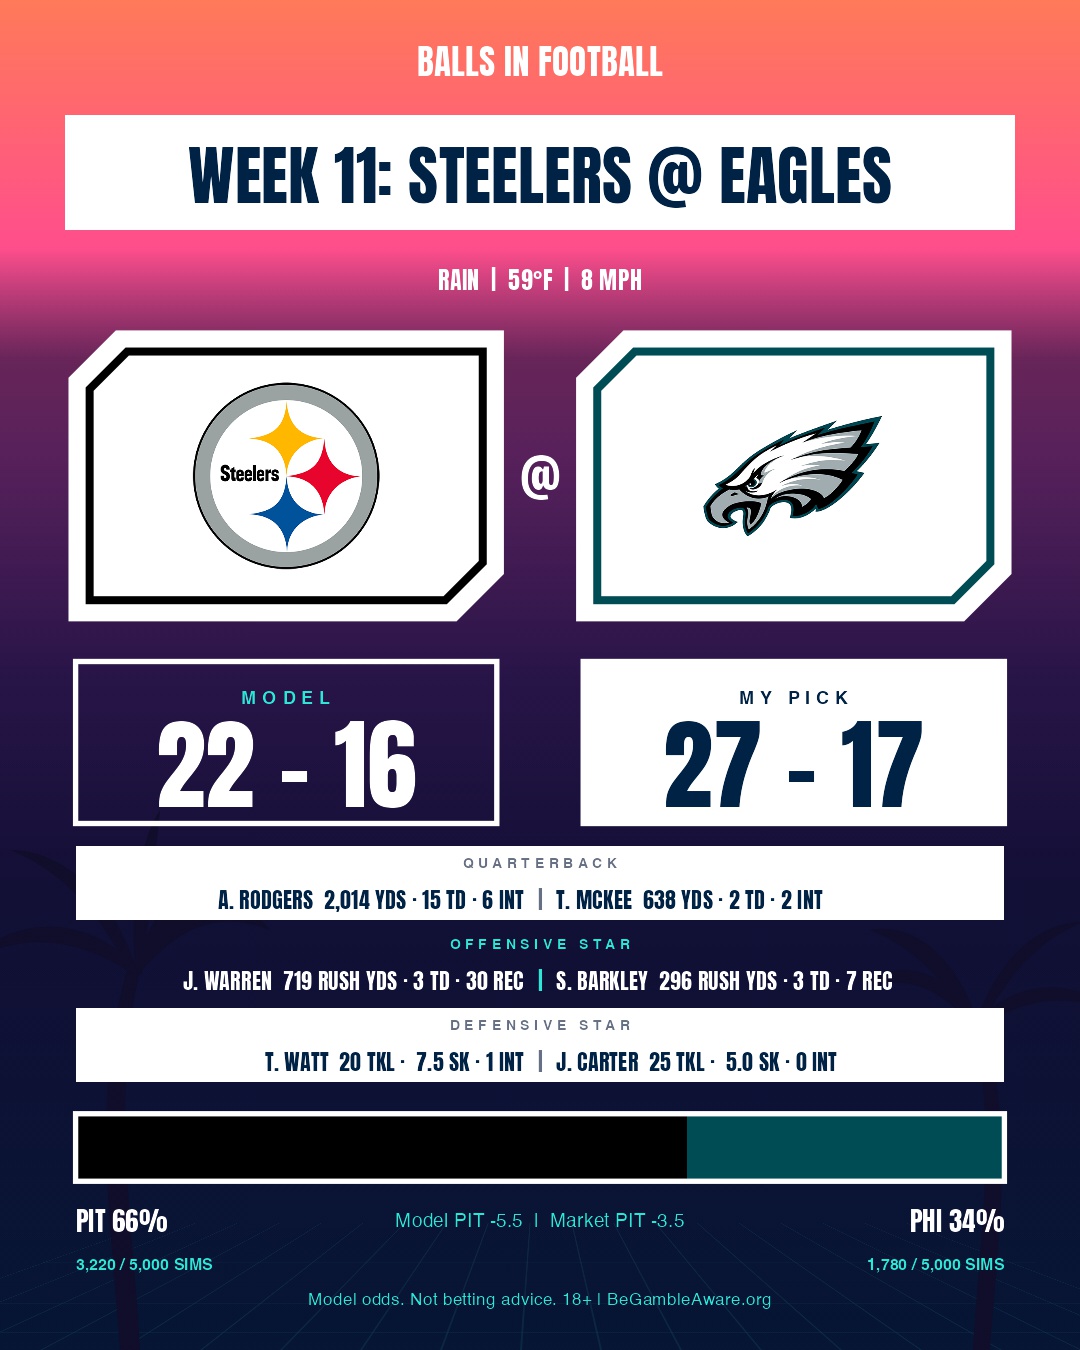 BALLS IN FOOTBALL
WEEK 11: STEELERS @ EAGLES
RAIN | 59°F | 8 MPH
Steelers
@
MODEL
22 - 16
MY PICK
27 - 17
QUARTERBACK
A. RODGERS 2,014 YDS · 15 TD · 6 INT | T. MCKEE 638 YDS · 2 TD · 2 INT
OFFENSIVE STAR
J. WARREN 719 RUSH YDS · 3 TD · 30 REC | S. BARKLEY 296 RUSH YDS · 3 TD · 7 REC
DEFENSIVE STAR
T. WATT 20 TKL · 7.5 SK · 1 INT | J. CARTER 25 TKL · 5.0 SK · 0 INT
PIT 66%
Model PIT -5.5 | Market PIT -3.5
PHI 34%
3,220 / 5,000 SIMS
1,780 / 5,000 SIMS
Model odds. Not betting advice. 18+ | BeGambleAware.org